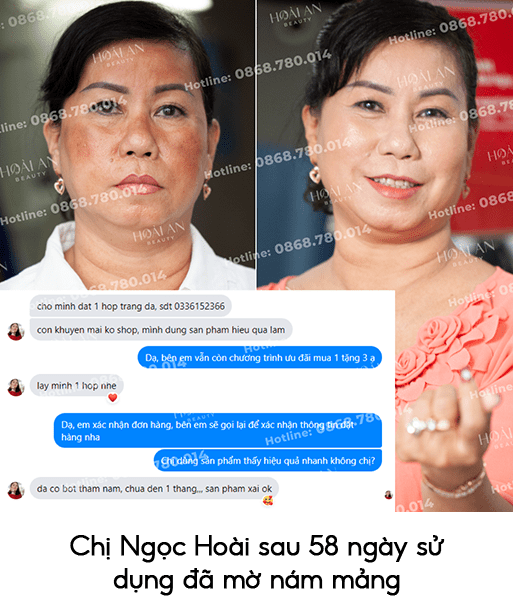 HOÀI AN
BEAUTY
Hotline: 0868.780.014
cho minh dat 1 hop trang da, sdt 0336152366
con khuyen mai ko shop, minh dung san pham hieu qua lam
Dạ, bên em vẫn còn chương trình ưu đãi mua 1 tặng 3 ạ
lay minh 1 hop nhe
Dạ, em xác nhận đơn hàng, bên em sẽ gọi lại để xác nhận thông tin đặt
hàng nha
Chị dùng sản phẩm thấy hiệu quả nhanh không chị?
da co bot tham nam, chua den 1 thang,,, san pham xai ok
Chị Ngọc Hoài sau 58 ngày sử
dụng đã mờ nám mảng